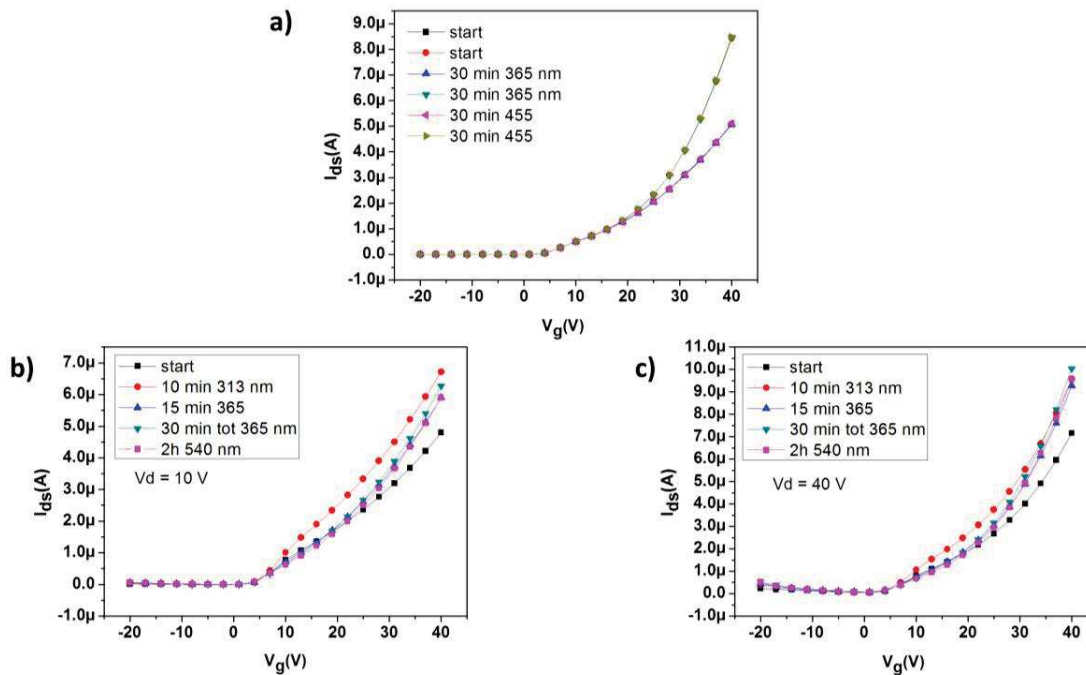 a)
9.0µ
8.0µ
7.0µ
6.0µ
5.0µ
4.0µ
3.0µ
2.0µ
1.0µ
0.0
-1.0µ
Ids(A)
start
start
30 min 365 nm
30 min 365 nm
30 min 455
30 min 455
-20 -10 0 10 20 30 40
Vg(V)
b)
7.0µ
6.0µ
5.0µ
4.0µ
3.0µ
2.0µ
1.0µ
0.0
-1.0µ
Ids(A)
start
10 min 313 nm
15 min 365
30 min tot 365 nm
2h 540 nm
Vd = 10 V
-20 -10 0 10 20 30 40
Vg(V)
c)
11.0µ
10.0µ
9.0µ
8.0µ
7.0µ
6.0µ
5.0µ
4.0µ
3.0µ
2.0µ
1.0µ
0.0
-1.0µ
Ids(A)
start
10 min 313 nm
15 min 365
30 min tot 365 nm
2h 540 nm
Vd = 40 V
-20 -10 0 10 20 30 40
Vg(V)